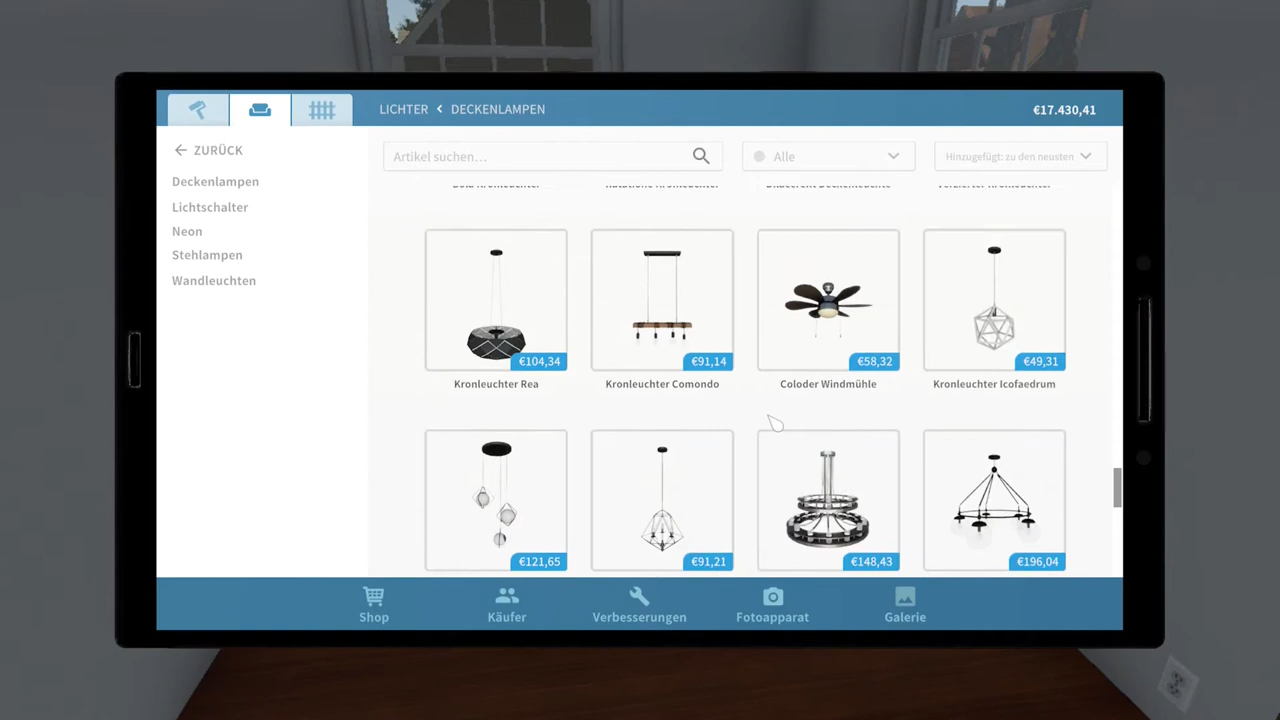 LICHTER < DECKENLAMPEN
€17.430,41
ZURÜCK
Artikel suchen...
Alle
Hinzugefügt: zu den neusten
Deckenlampen
Lichtschalter
Neon
Stehlampen
Wandleuchten
€104,34
€91,14
€58,32
€49,31
Kronleuchter Rea
Kronleuchter Comondo
Coloder Windmühle
Kronleuchter Icofaedrum
€121,65
€91,21
€148,43
€196,04
Shop
Käufer
Verbesserungen
Fotoapparat
Galerie